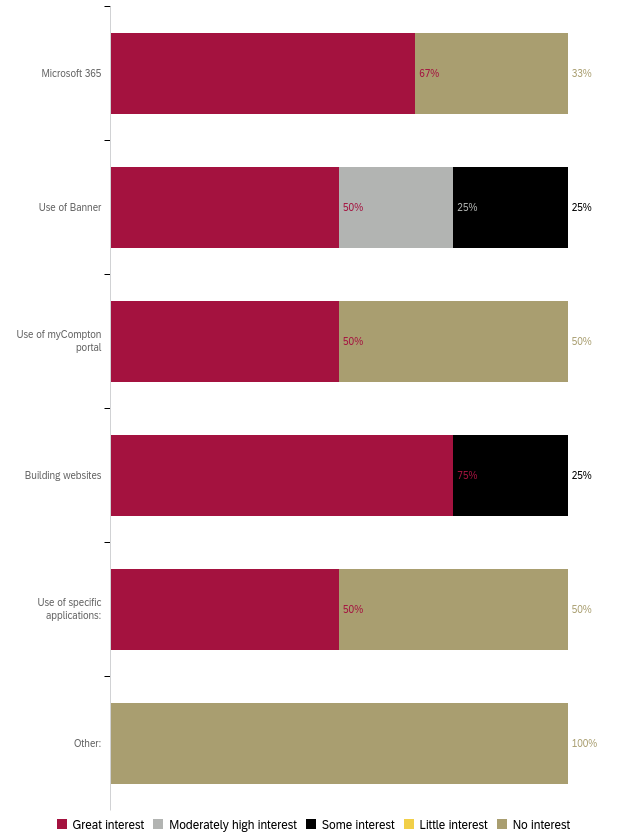 Microsoft 365
67%
33%
Use of Banner
50%
25%
25%
Use of myCompton
portal
50%
50%
Building websites
75%
25%
Use of specific
applications:
50%
50%
Other:
100%
Great interest Moderately high interest Some interest Little interest No interest